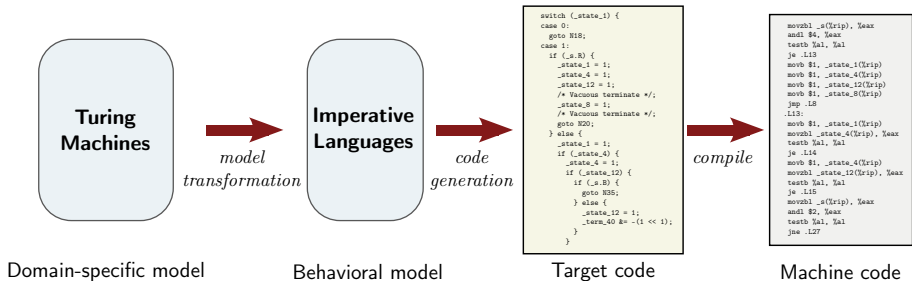 Turing
Machines
model
transformation
Imperative
Languages
code
generation
switch (_state_1) {
case 0:
goto N18;
case 1:
if (_s.R) {
_state_1 = 1;
_state_4 = 1;
_state_12 = 1;
/* Vacuous terminate */;
_state_8 = 1;
/* Vacuous terminate */;
goto N20;
} else {
_state_1 = 1;
if (_state_4) {
_state_4 = 1;
if (_state_12) {
if (_s.B) {
goto N35;
} else {
_state_12 = 1;
_term_40 &= -(1 << 1);
}
}
compile
movzbl _s(%rip), %eax
andl $4, %eax
testb %al, %al
je .L13
movb $1, _state_1(%rip)
movb $1, _state_4(%rip)
movb $1, _state_12(%rip)
movb $1, _state_8(%rip)
jmp .L8
.L13:
movb $1, _state_1(%rip)
movzbl _state_4(%rip), %eax
testb %al, %al
je .L14
movb $1, _state_4(%rip)
movzbl _state_12(%rip), %eax
testb %al, %al
je .L15
movzbl _s(%rip), %eax
andl $2, %eax
testb %al, %al
jne .L27
Domain-specific model
Behavioral model
Target code
Machine code